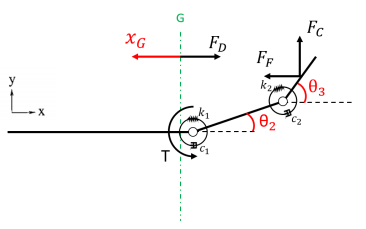 G
F_C
x_G
F_D
F_F
k_2
θ_3
y
x
k_1
c_2
θ_2
T
c_1